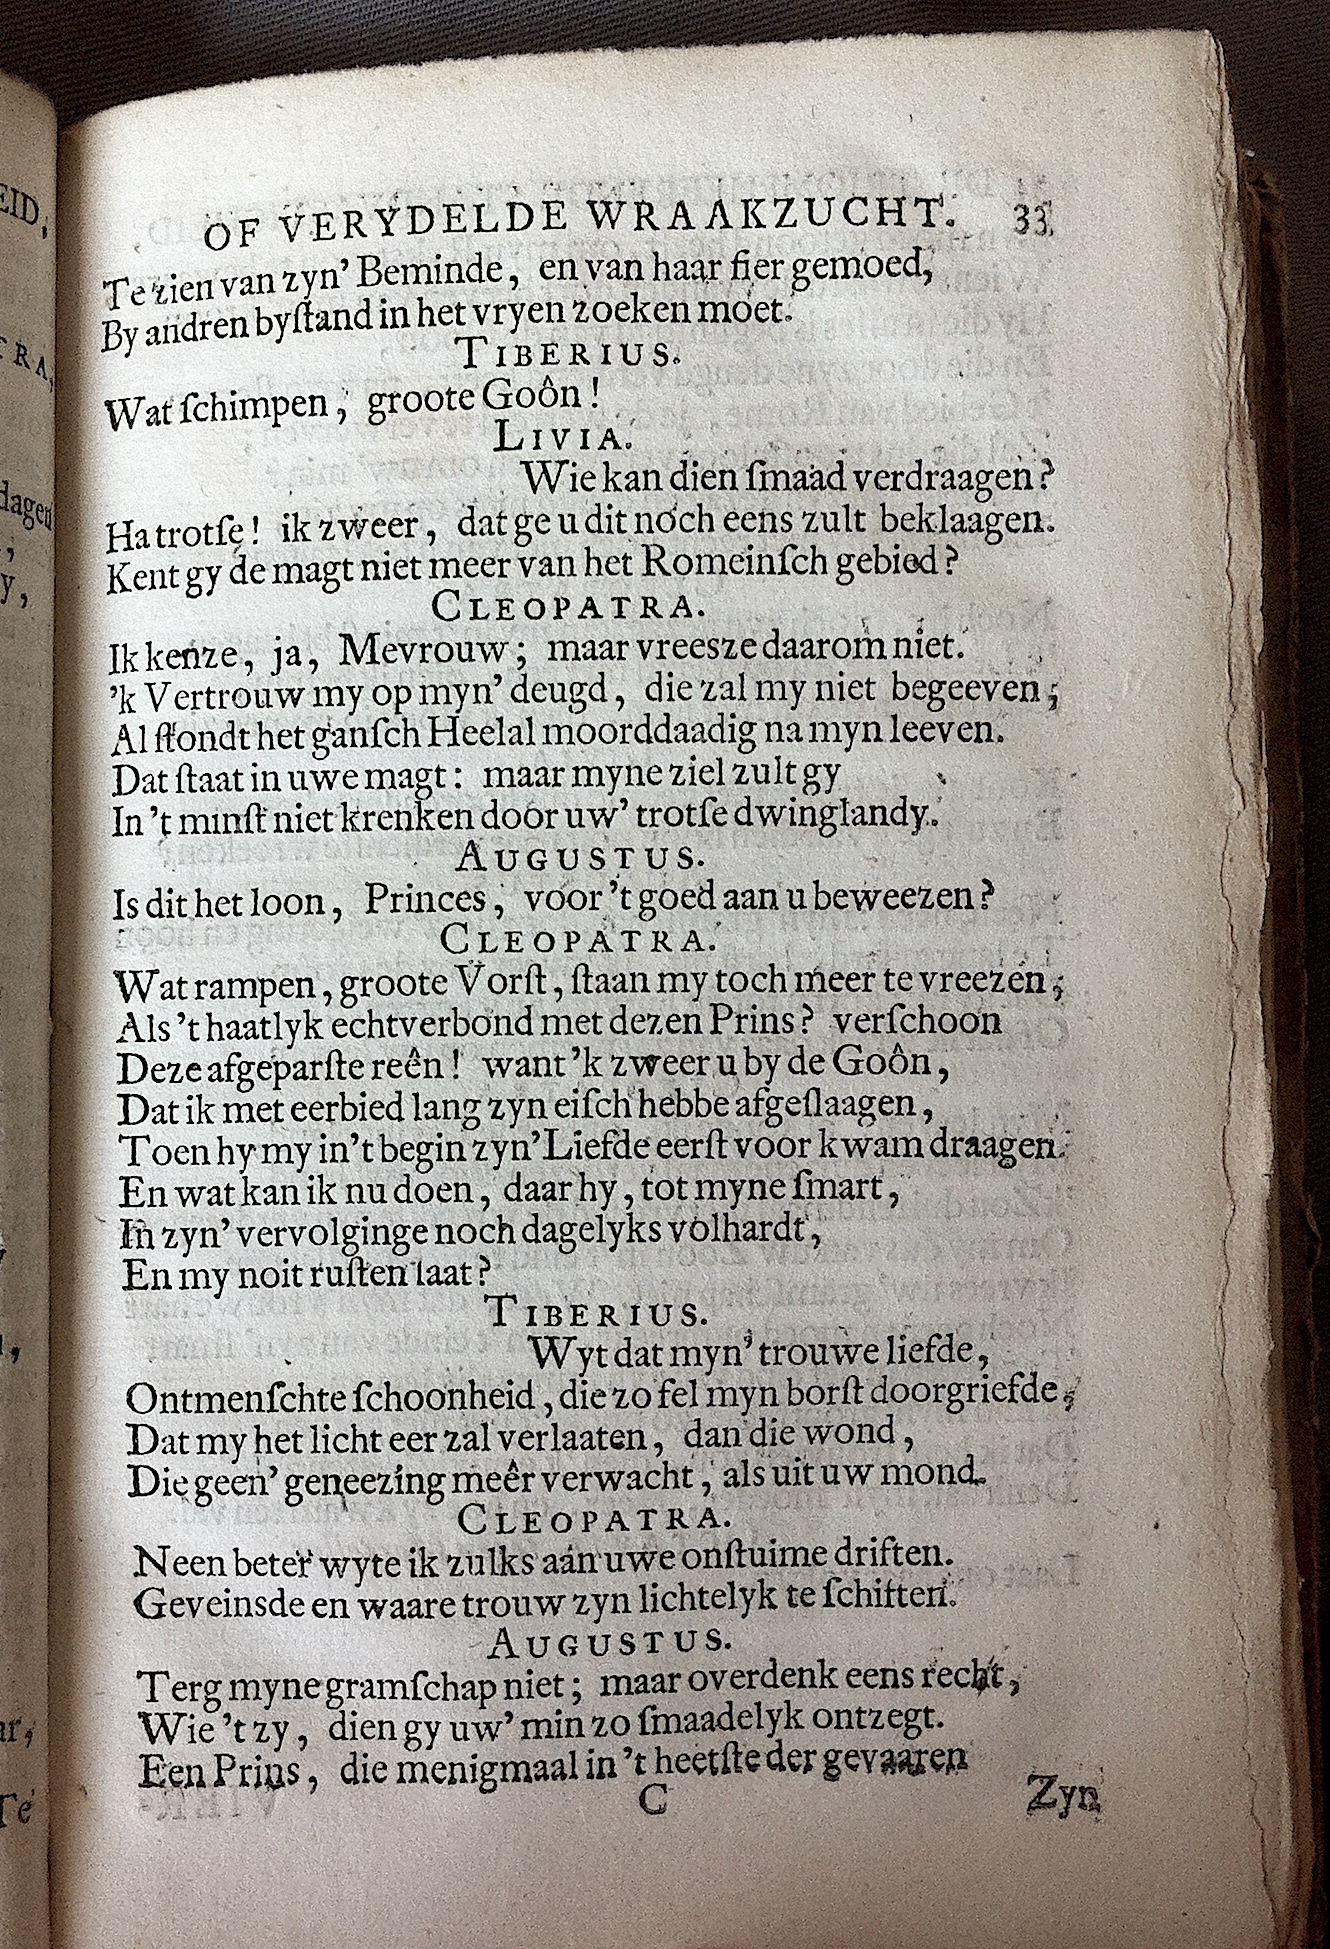 OF VERYDELDE WRAAKZUCHT. 33
Te zien van zyn' Beminde, en van haar fier gemoed,
By andren byſtand in het vryen zoeken moet.
TIBERIUS.
Wat ſchimpen, groote Goôn!
LIVIA.
Wie kan dien ſmaad verdraagen?
Ha trotſe! ik zweer, dat ge u dit noch eens zult beklaagen.
Kent gy de magt niet meer van het Romeinſch gebied?
CLEOPATRA.
Ik kenze, ja, Mevrouw; maar vreesze daarom niet.
'k Vertrouw my op myn' deugd, die zal my niet begeeven,
Al ſtondt het ganſch Heelal moorddaadig na myn leeven.
Dat ſtaat in uwe magt: maar myne ziel zult gy
In 't minſt niet krenken door uw' trotſe dwinglandy.
AUGUSTUS.
Is dit het loon, Princes, voor 't goed aan u beweezen?
CLEOPATRA.
Wat rampen, groote Vorſt, ſtaan my toch meer te vreezen,
Als 't haatlyk echtverbond met dezen Prins? verſchoon
Deze afgeparſte reên! want 'k zweer u by de Goôn,
Dat ik met eerbied lang zyn eiſch hebbe afgeſlaagen,
Toen hy my in't begin zyn' Liefde eerſt voor kwam draagen.
En wat kan ik nu doen, daar hy, tot myne ſmart,
In zyn' vervolginge noch dagelyks volhardt,
En my noit ruſten laat?
TIBERIUS.
Wyt dat myn' trouwe liefde,
Ontmenſchte ſchoonheid, die zo fel myn borſt doorgriefde,
Dat my het licht eer zal verlaaten, dan die wond,
Die geen' geneezing meêr verwacht, als uit uw mond.
CLEOPATRA.
Neen beter wyte ik zulks aan uwe onſtuime driften.
Geveinsde en waare trouw zyn lichtelyk te ſchiften.
AUGUSTUS.
Terg myne gramſchap niet; maar overdenk eens recht,
Wie 't zy, dien gy uw' min zo ſmaadelyk ontzegt.
Een Prins, die menigmaal in 't heetſte der gevaaren
C Zyn